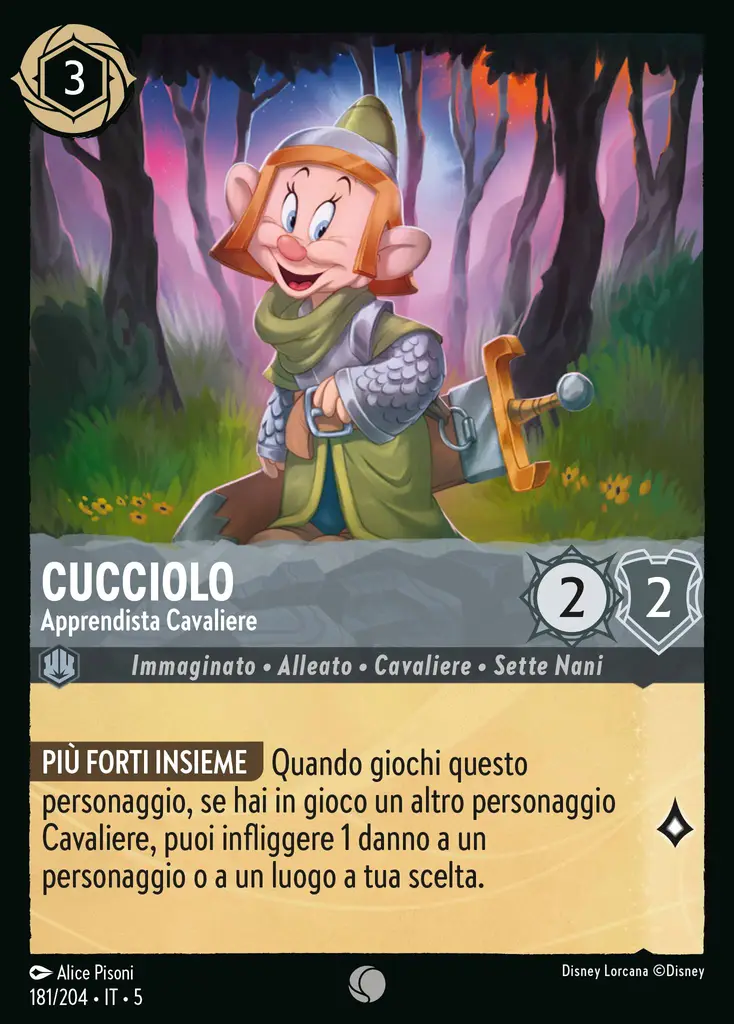 3
CUCCIOLO
Apprendista Cavaliere
2
2
Immaginato • Alleato • Cavaliere • Sette Nani
PIÙ FORTI INSIEME Quando giochi questo
personaggio, se hai in gioco un altro personaggio
Cavaliere, puoi infliggere 1 danno a un
personaggio o a un luogo a tua scelta.
Alice Pisoni
Disney Lorcana ©Disney
181/204 • IT • 5